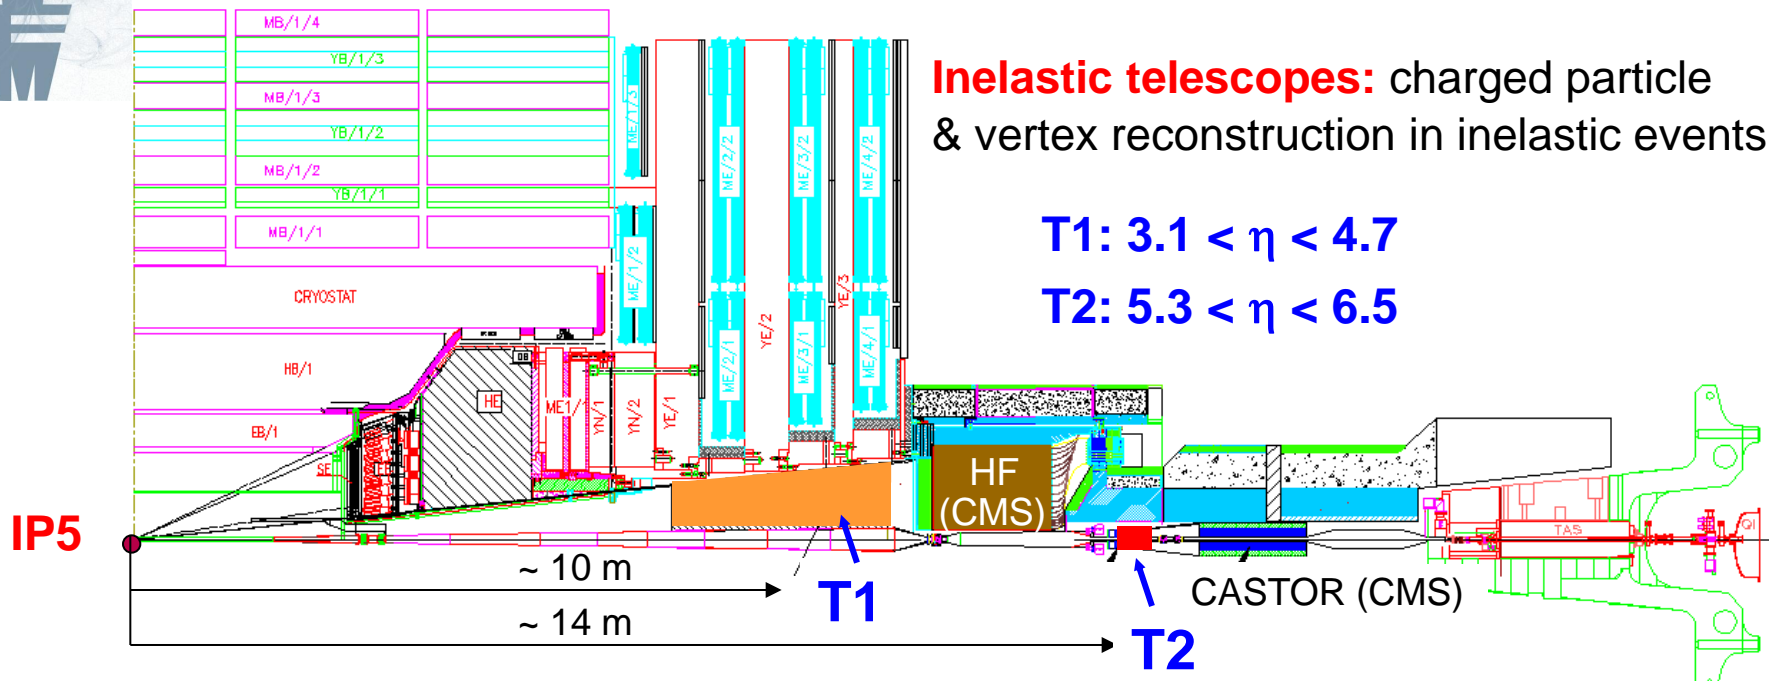 MB/1/4
YB/1/3
MB/1/3
YB/1/2
MB/1/2
YB/1/1
MB/1/1
CRYOSTAT
HB/1
EB/1
SE
HE
ME/1/3
ME/1/2
ME1/
YN/1
YN/2
YE/1
ME/2/2
ME/2/1
YE/2
ME/3/2
ME/3/1
YE/3
ME/4/2
ME/4/1
Inelastic telescopes: charged particle
& vertex reconstruction in inelastic events
T1: 3.1 < η < 4.7
T2: 5.3 < η < 6.5
HF
(CMS)
IP5
TAS
QI
~ 10 m
T1
CASTOR (CMS)
~ 14 m
T2